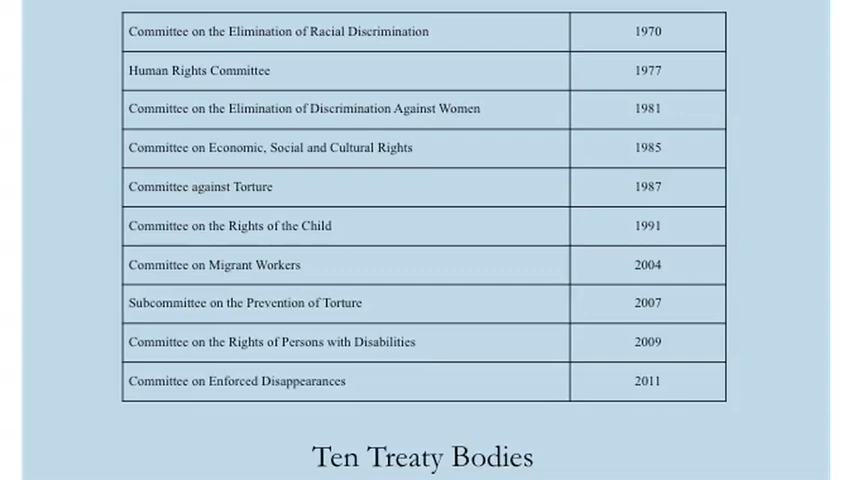 Committee on the Elimination of Racial Discrimination 1970
Human Rights Committee 1977
Committee on the Elimination of Discrimination Against Women 1981
Committee on Economic, Social and Cultural Rights 1985
Committee against Torture 1987
Committee on the Rights of the Child 1991
Committee on Migrant Workers 2004
Subcommittee on the Prevention of Torture 2007
Committee on the Rights of Persons with Disabilities 2009
Committee on Enforced Disappearances 2011
Ten Treaty Bodies